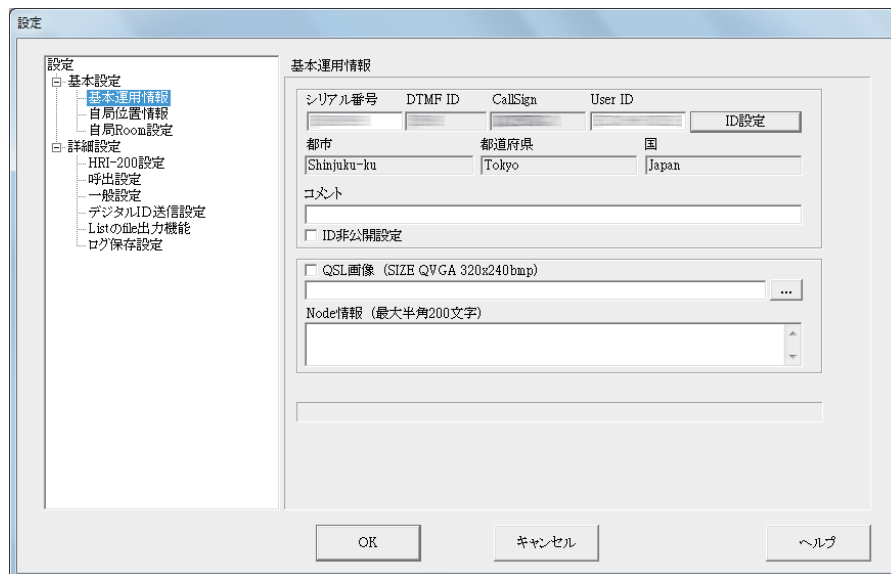 設定
設定
基本設定
基本運用情報
自局位置情報
自局Room設定
詳細設定
HRI-200設定
呼出設定
一般設定
デジタルID送信設定
Listのfile出力機能
ログ保存設定
基本運用情報
シリアル番号 DTMF ID CallSign User ID
ID設定
都市 都道府県 国
Shinjuku-ku Tokyo Japan
コメント
ID非公開設定
QSL画像 (SIZE QVGA 320x240bmp)
...
Node情報 (最大半角200文字)
OK キャンセル ヘルプ